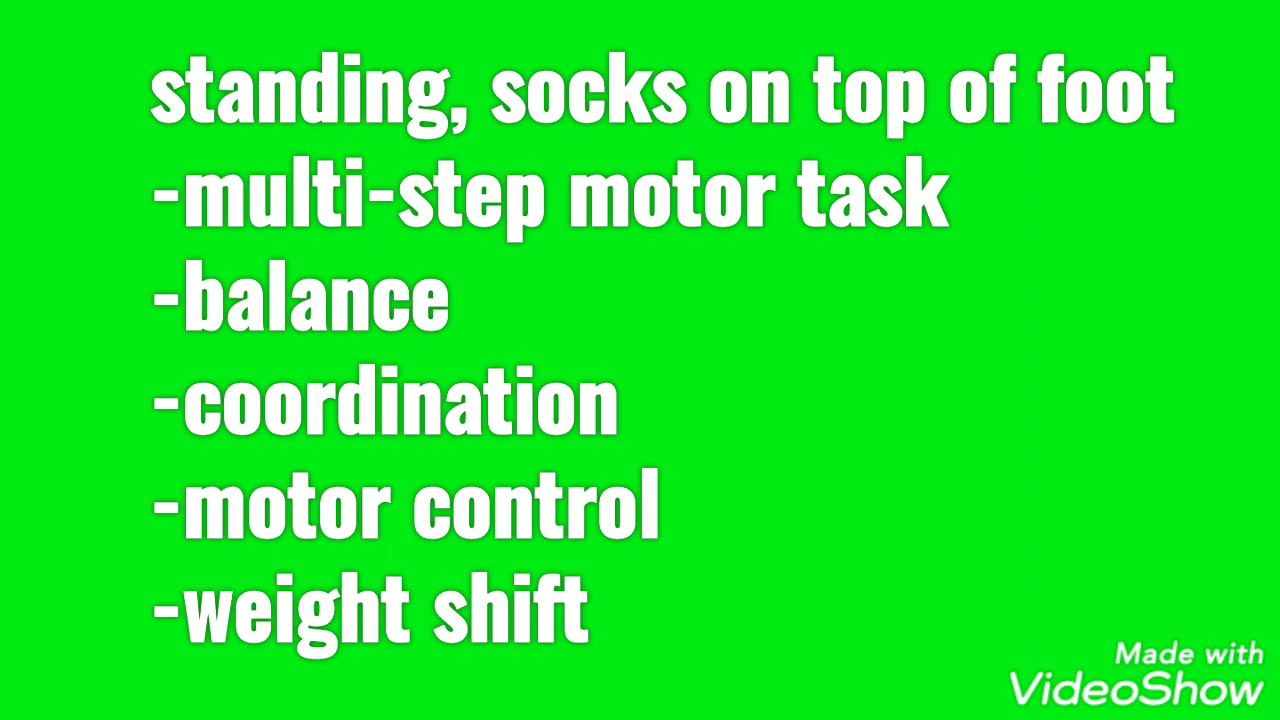 standing, socks on top of foot
-multi-step motor task
-balance
-coordination
-motor control
-weight shift
Made with
VideoShow